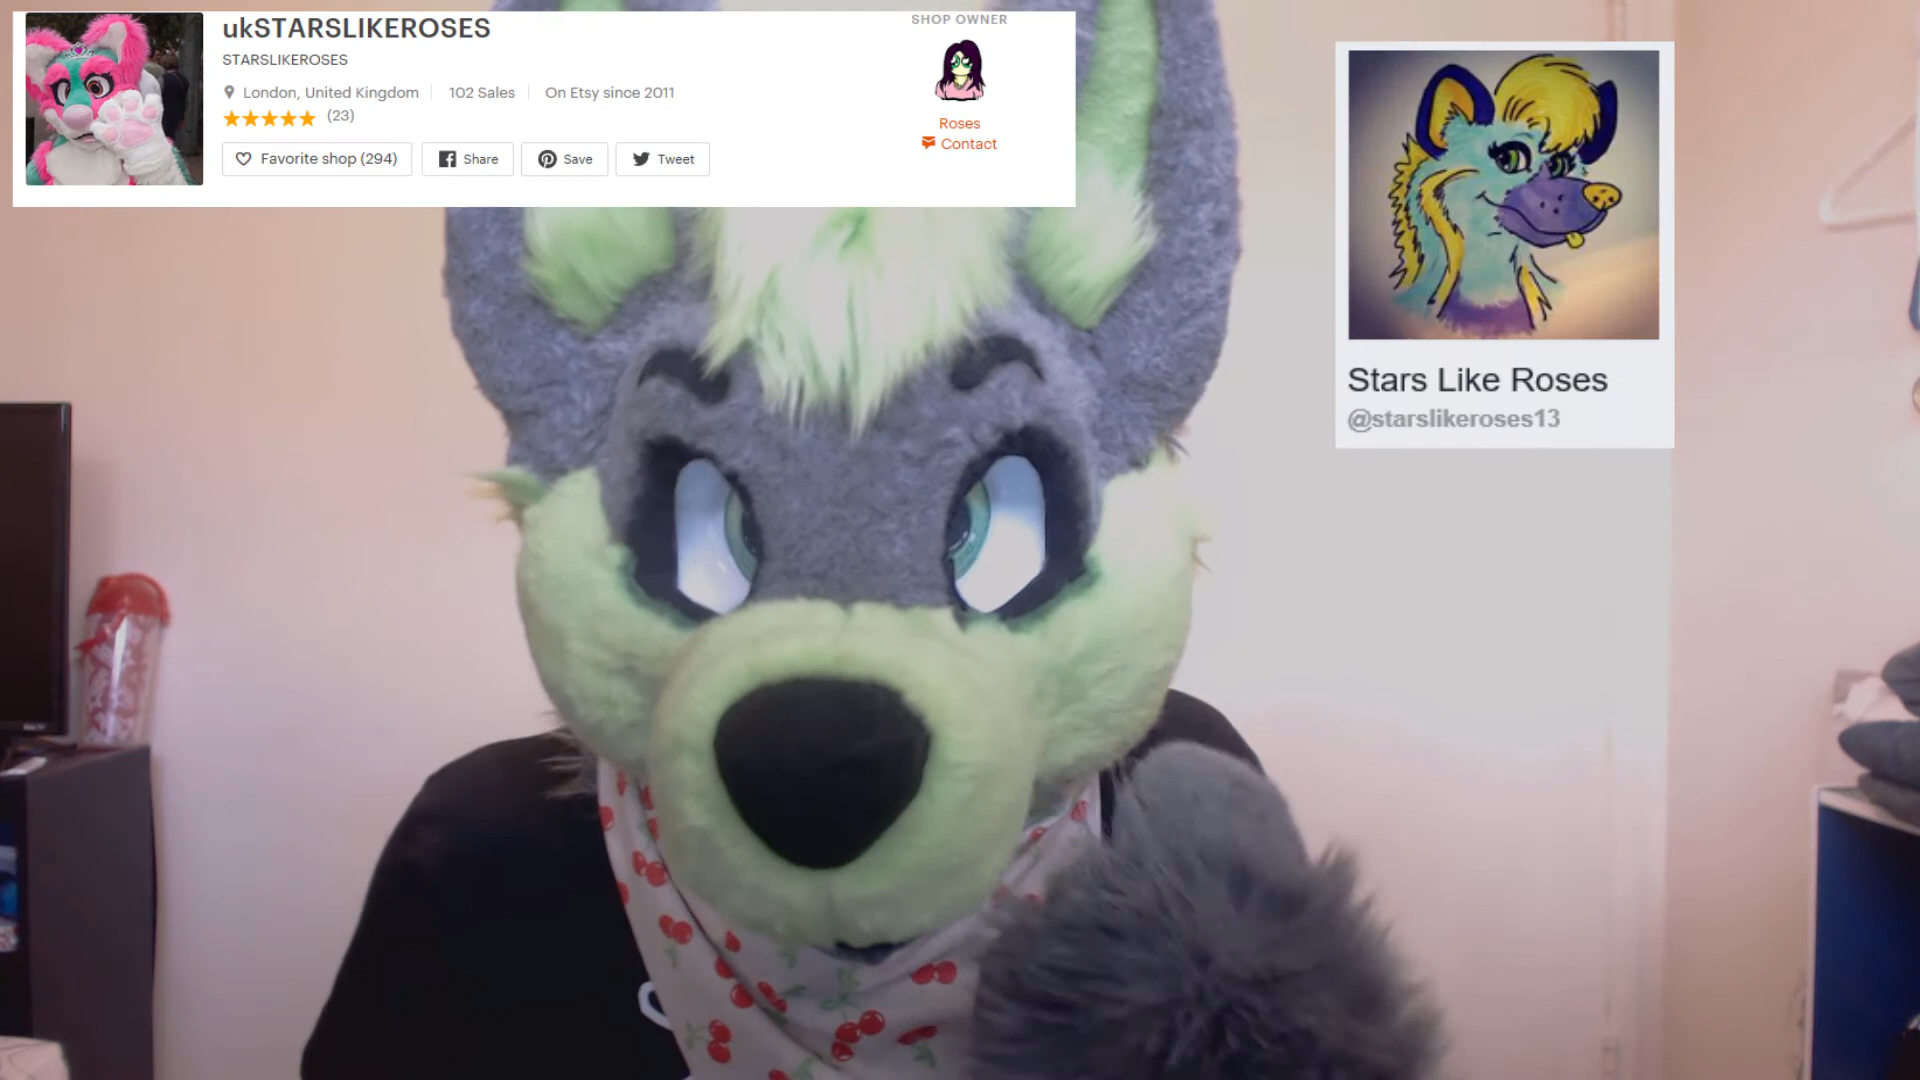 ukSTARSLIKEROSES
STARSLIKEROSES
London, United Kingdom
102 Sales
On Etsy since 2011
(23)
Favorite shop (294)
Share
Save
Tweet
SHOP OWNER
Roses
Contact
Stars Like Roses
@starslikeroses13